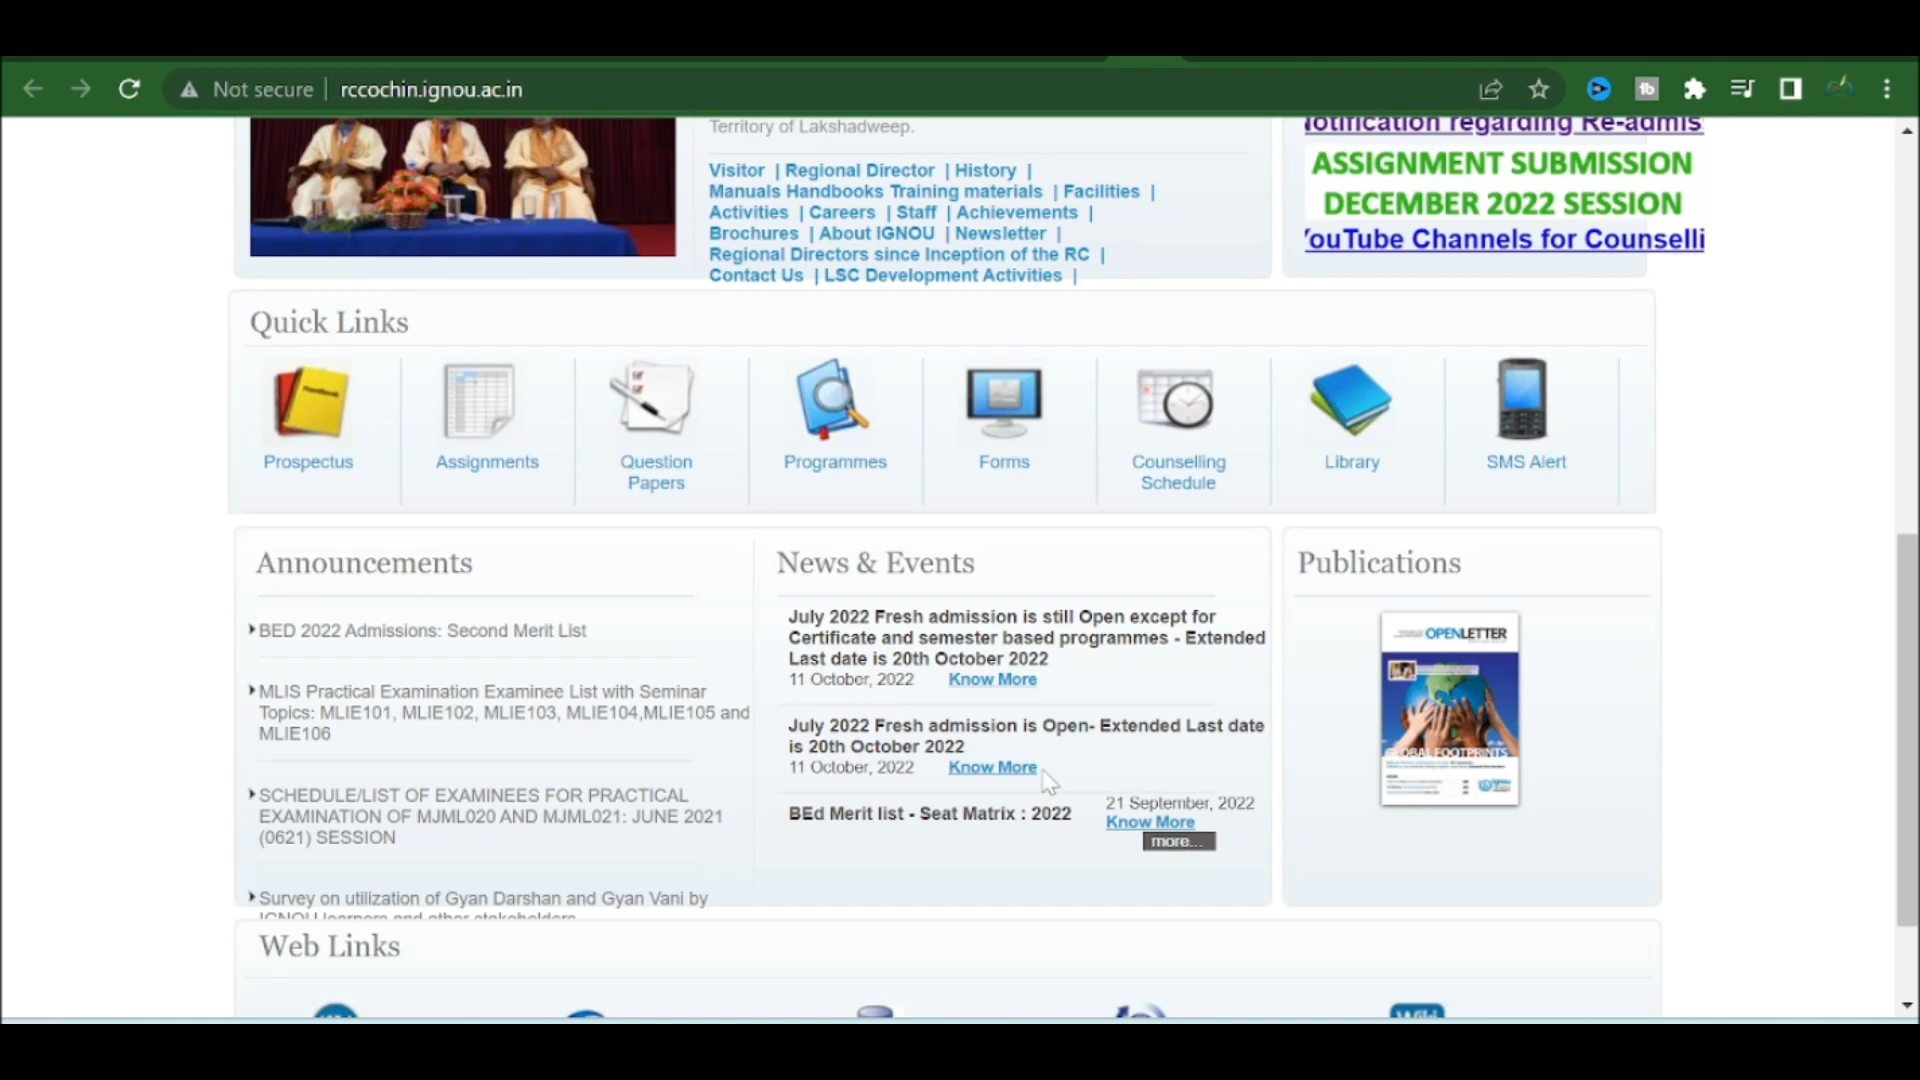 Not secure
rccochin.ignou.ac.in
Territory of Lakshadweep.
Visitor | Regional Director | History |
Manuals Handbooks Training materials | Facilities |
Activities | Careers | Staff | Achievements |
Brochures | About IGNOU | Newsletter |
Regional Directors since Inception of the RC |
Contact Us | LSC Development Activities |
Notification regarding Re-admis
ASSIGNMENT SUBMISSION
DECEMBER 2022 SESSION
YouTube Channels for Counselli
Quick Links
Handbook
Prospectus
Assignments
Question
Papers
Programmes
Forms
Counselling
Schedule
Library
SMS Alert
Announcements
BED 2022 Admissions: Second Merit List
MLIS Practical Examination Examinee List with Seminar
Topics: MLIE101, MLIE102, MLIE103, MLIE104,MLIE105 and
MLIE106
SCHEDULE/LIST OF EXAMINEES FOR PRACTICAL
EXAMINATION OF MJML020 AND MJML021: JUNE 2021
(0621) SESSION
Survey on utilization of Gyan Darshan and Gyan Vani by
IGNOU learners and other stakeholders
News & Events
July 2022 Fresh admission is still Open except for
Certificate and semester based programmes - Extended
Last date is 20th October 2022
11 October, 2022 Know More
July 2022 Fresh admission is Open- Extended Last date
is 20th October 2022
11 October, 2022 Know More
BEd Merit list - Seat Matrix : 2022
21 September, 2022
Know More
more...
Publications
OPENLETTER
GLOBAL FOOTPRINTS
ignou
Web Links
Wiki